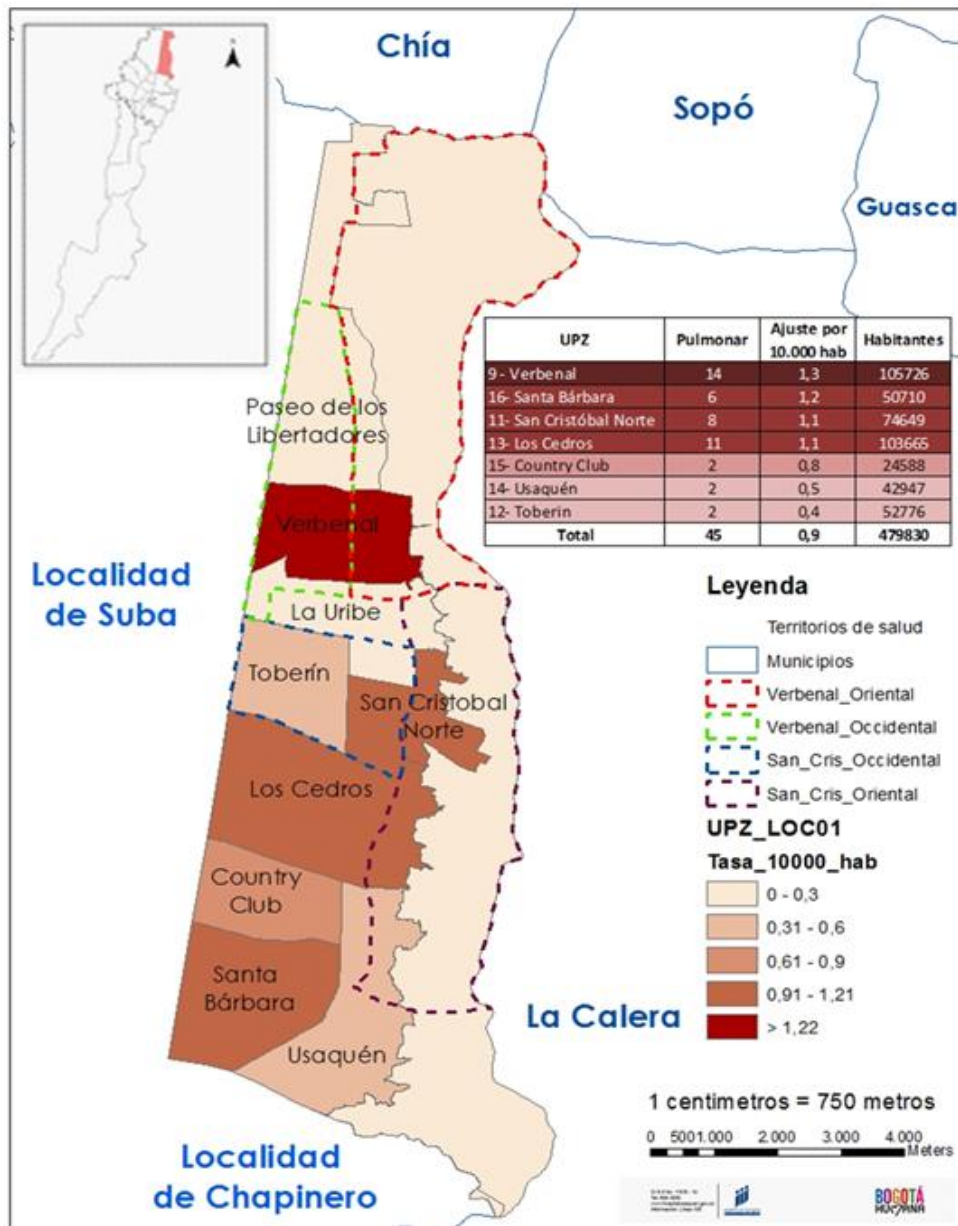 Chía
Sopó
Guasca
UPZ Pulmonar Ajuste por 10.000 hab Habitantes
9- Verbenal 14 1,3 105726
16- Santa Bárbara 6 1,2 50710
11- San Cristóbal Norte 8 1,1 74649
13- Los Cedros 11 1,1 103665
15- Country Club 2 0,8 24588
14- Usaquén 2 0,5 42947
12- Toberin 2 0,4 52776
Total 45 0,9 479830
Paseo de los
Libertadores
Verbenal
Localidad
de Suba
La Uribe
Toberín
San Cristobal
Norte
Los Cedros
Country
Club
Santa
Bárbara
Usaquén
La Calera
Localidad
de Chapinero
Leyenda
Territorios de salud
Municipios
Verbenal_Oriental
Verbenal_Occidental
San_Cris_Occidental
San_Cris_Oriental
UPZ_LOC01
Tasa_10000_hab
0 - 0,3
0,31 - 0,6
0,61 - 0,9
0,91 - 1,21
> 1,22
1 centimetros = 750 metros
0 5001.000 2.000 3.000 4.000
Meters
BOGOTÁ
HUMANA